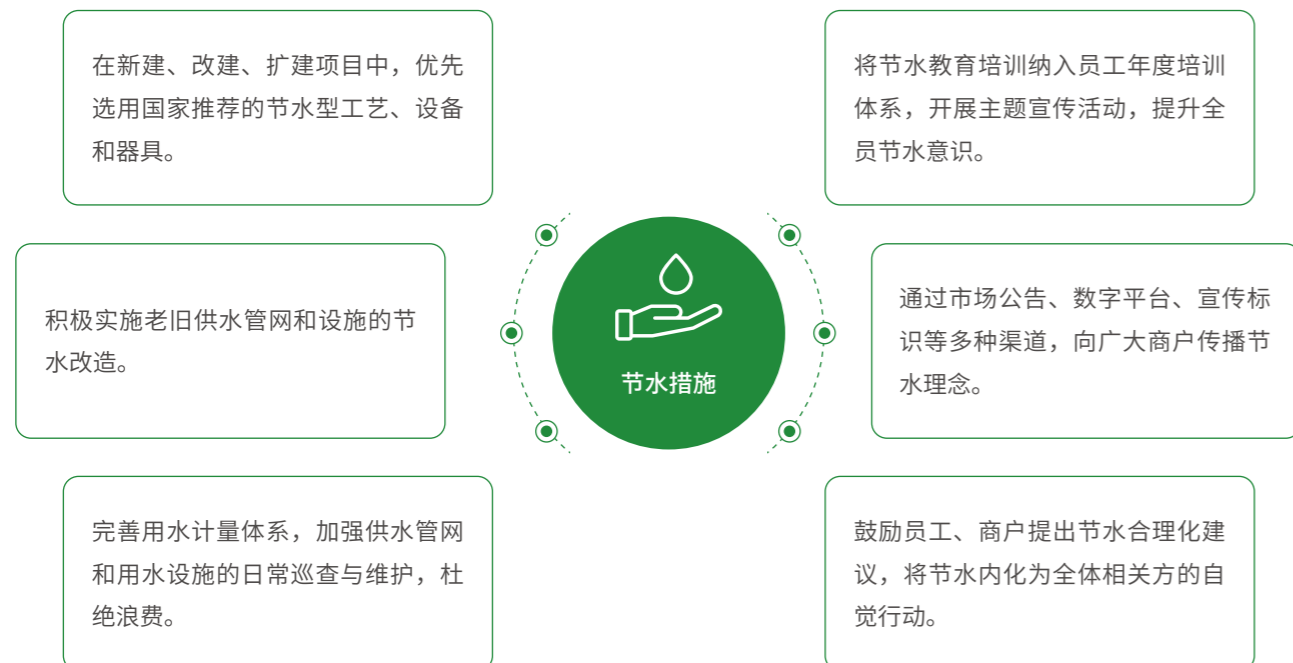 在新建、改建、扩建项目中，优先
选用国家推荐的节水型工艺、设备
和器具。
积极实施老旧供水管网和设施的节
水改造。
完善用水计量体系，加强供水管网
和用水设施的日常巡查与维护，杜
绝浪费。
节水措施
将节水教育培训纳入员工年度培训
体系，开展主题宣传活动，提升全
员节水意识。
通过市场公告、数字平台、宣传标
识等多种渠道，向广大商户传播节
水理念。
鼓励员工、商户提出节水合理化建
议，将节水内化为全体相关方的自
觉行动。